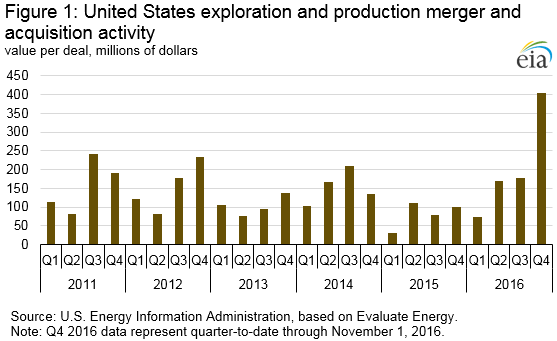 Figure 1: United States exploration and production merger and
acquisition activity
value per deal, millions of dollars
eia
450
400
350
300
250
200
150
100
50
0
Q1 Q2 Q3 Q4 Q1 Q2 Q3 Q4 Q1 Q2 Q3 Q4 Q1 Q2 Q3 Q4 Q1 Q2 Q3 Q4 Q1 Q2 Q3 Q4
2011 2012 2013 2014 2015 2016
Source: U.S. Energy Information Administration, based on Evaluate Energy.
Note: Q4 2016 data represent quarter-to-date through November 1, 2016.